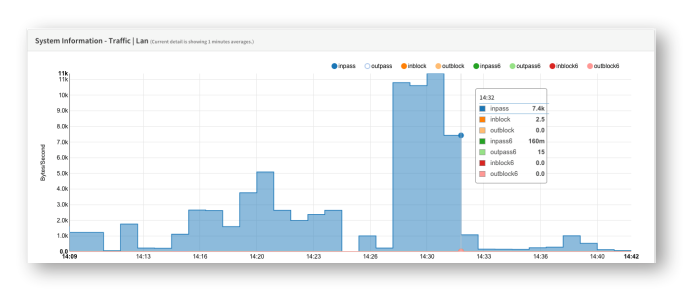 System Information - Traffic | Lan (Current detail is showing 1 minutes averages.)
inpass outpass inblock outblock inpass6 outpass6 inblock6 outblock6
Bytes/Second
11k
11k
10k
9.0k
8.0k
7.0k
6.0k
5.0k
4.0k
3.0k
2.0k
1.0k
0.0
14:32
inpass 7.4k
inblock 2.5
outblock 0.0
inpass6 160m
outpass6 15
inblock6 0.0
outblock6 0.0
14:09 14:13 14:16 14:20 14:23 14:26 14:30 14:33 14:36 14:40 14:42